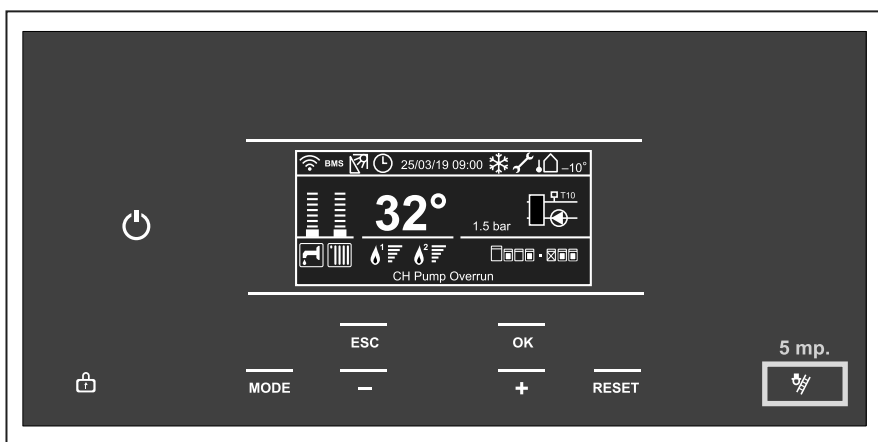 BMS 25/03/19 09:00 –10°
T10
32° 1.5 bar
1 2
CH Pump Overrun
ESC OK
5 mp.
MODE – + RESET